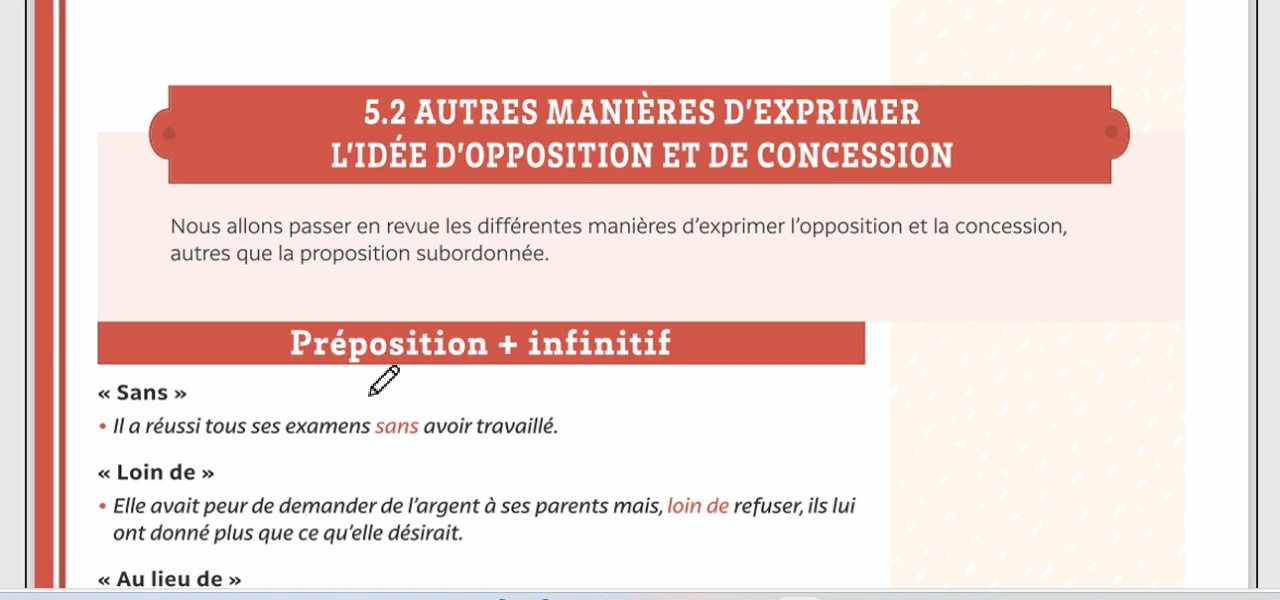 5.2 AUTRES MANIÈRES D'EXPRIMER
L'IDÉE D'OPPOSITION ET DE CONCESSION
Nous allons passer en revue les différentes manières d'exprimer l'opposition et la concession,
autres que la proposition subordonnée.
Préposition + infinitif
« Sans »
• Il a réussi tous ses examens sans avoir travaillé.
« Loin de »
• Elle avait peur de demander de l'argent à ses parents mais, loin de refuser, ils lui
ont donné plus que ce qu'elle désirait.
« Au lieu de »